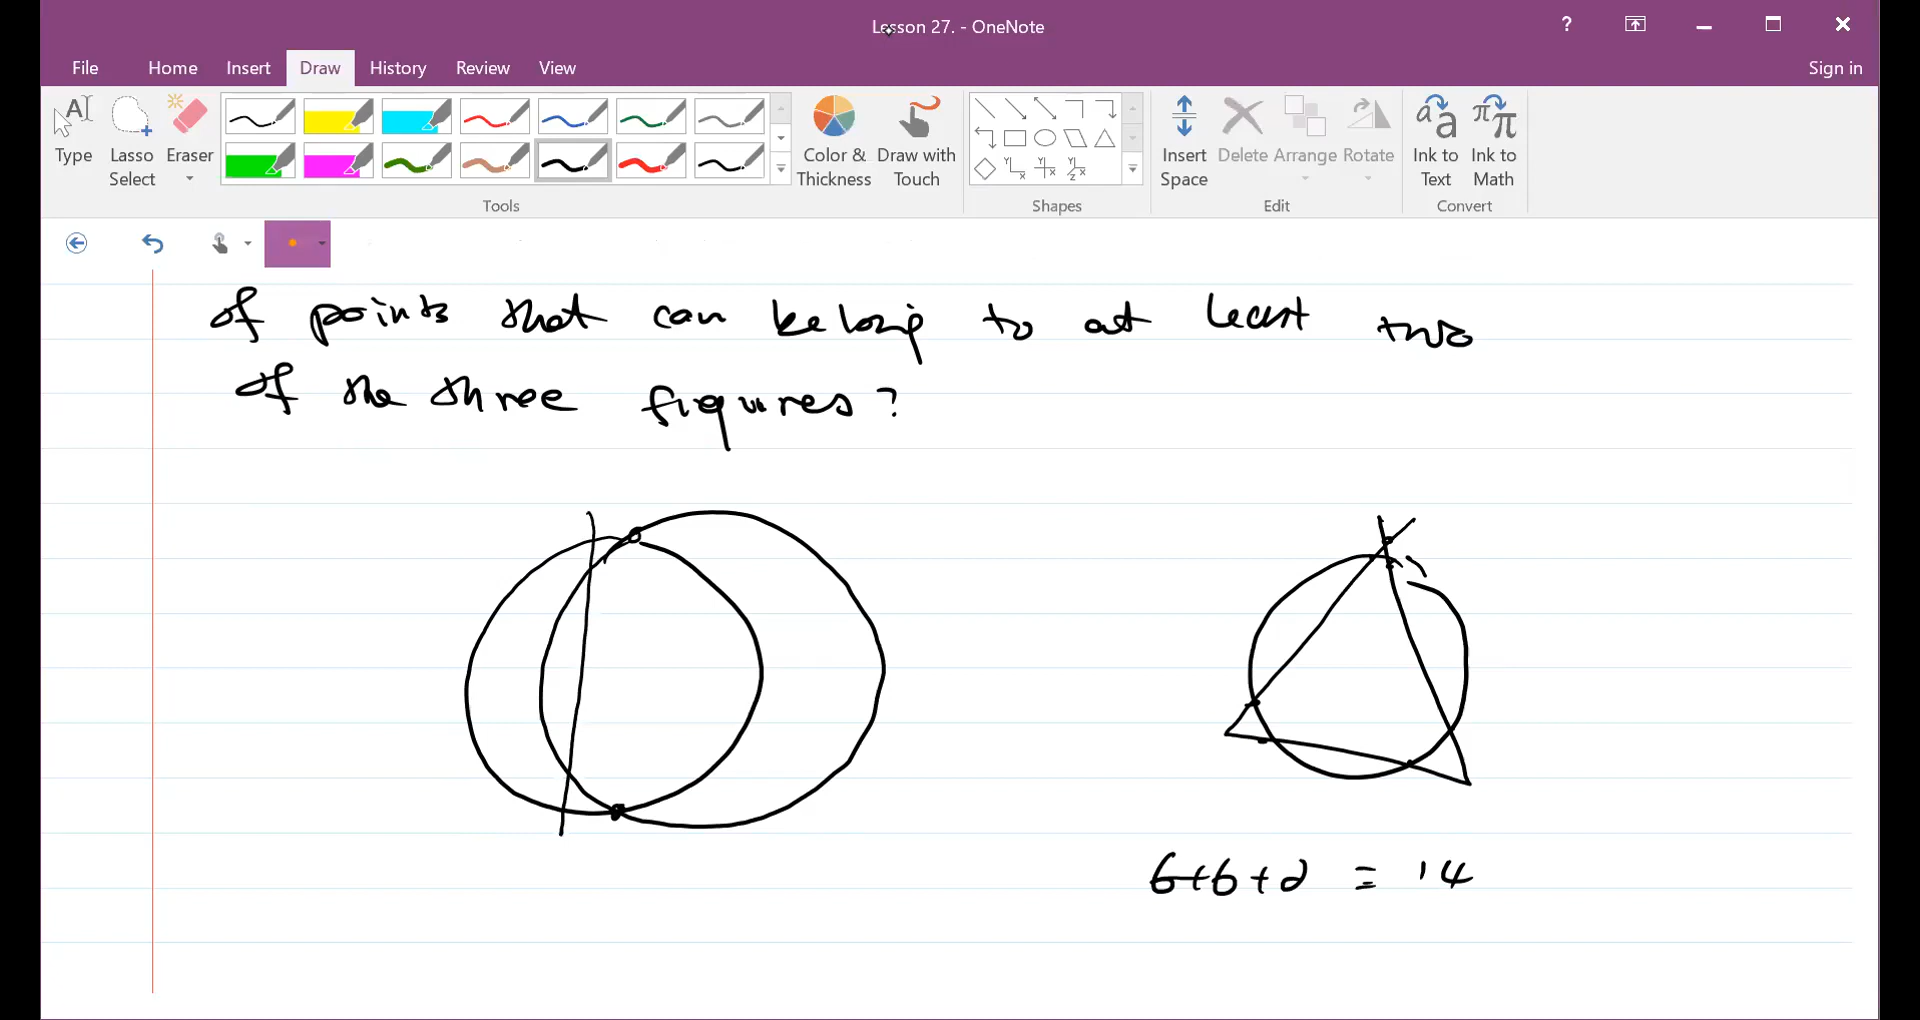 Lesson 27. - OneNote
?
File Home Insert Draw History Review View Sign in
Type Lasso Select Eraser Color & Thickness Draw with Touch Insert Space Delete Arrange Rotate Ink to Text Ink to Math
Tools Shapes Edit Convert
of points that can belong to at least two
of the three figures?
6+6+2 = 14